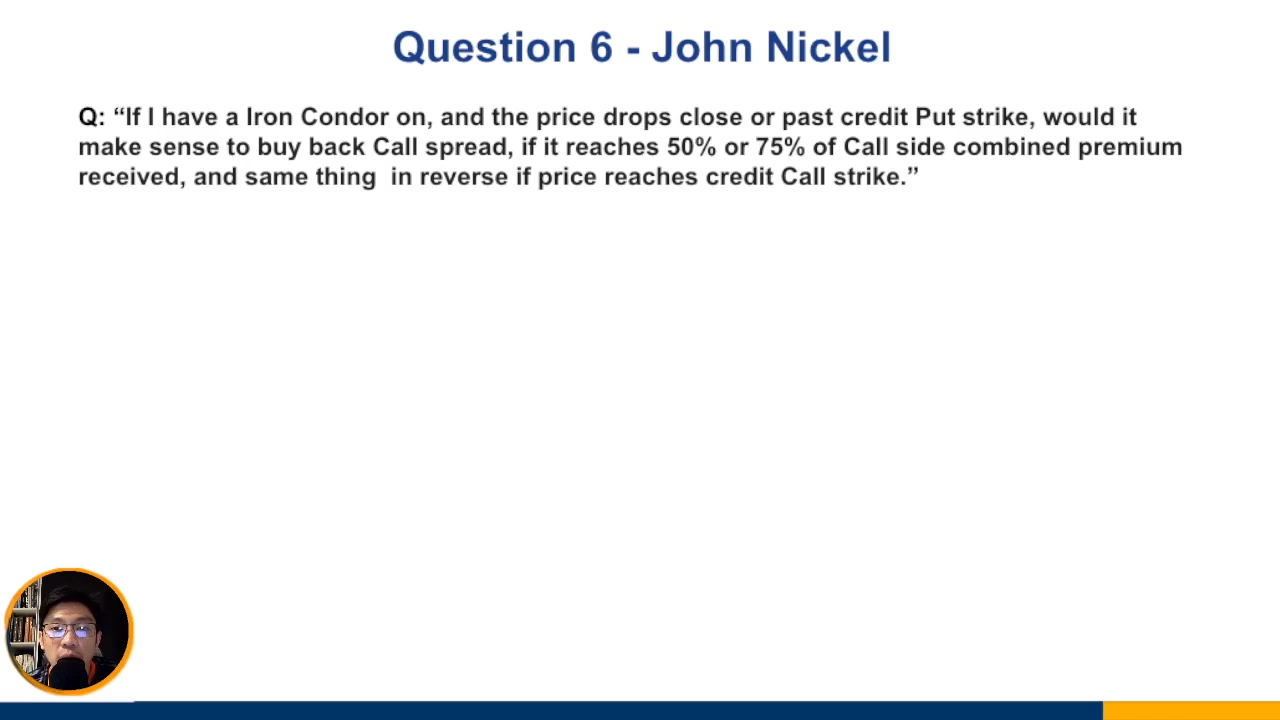 Question 6 - John Nickel
Q: “If I have a Iron Condor on, and the price drops close or past credit Put strike, would it
make sense to buy back Call spread, if it reaches 50% or 75% of Call side combined premium
received, and same thing  in reverse if price reaches credit Call strike.”